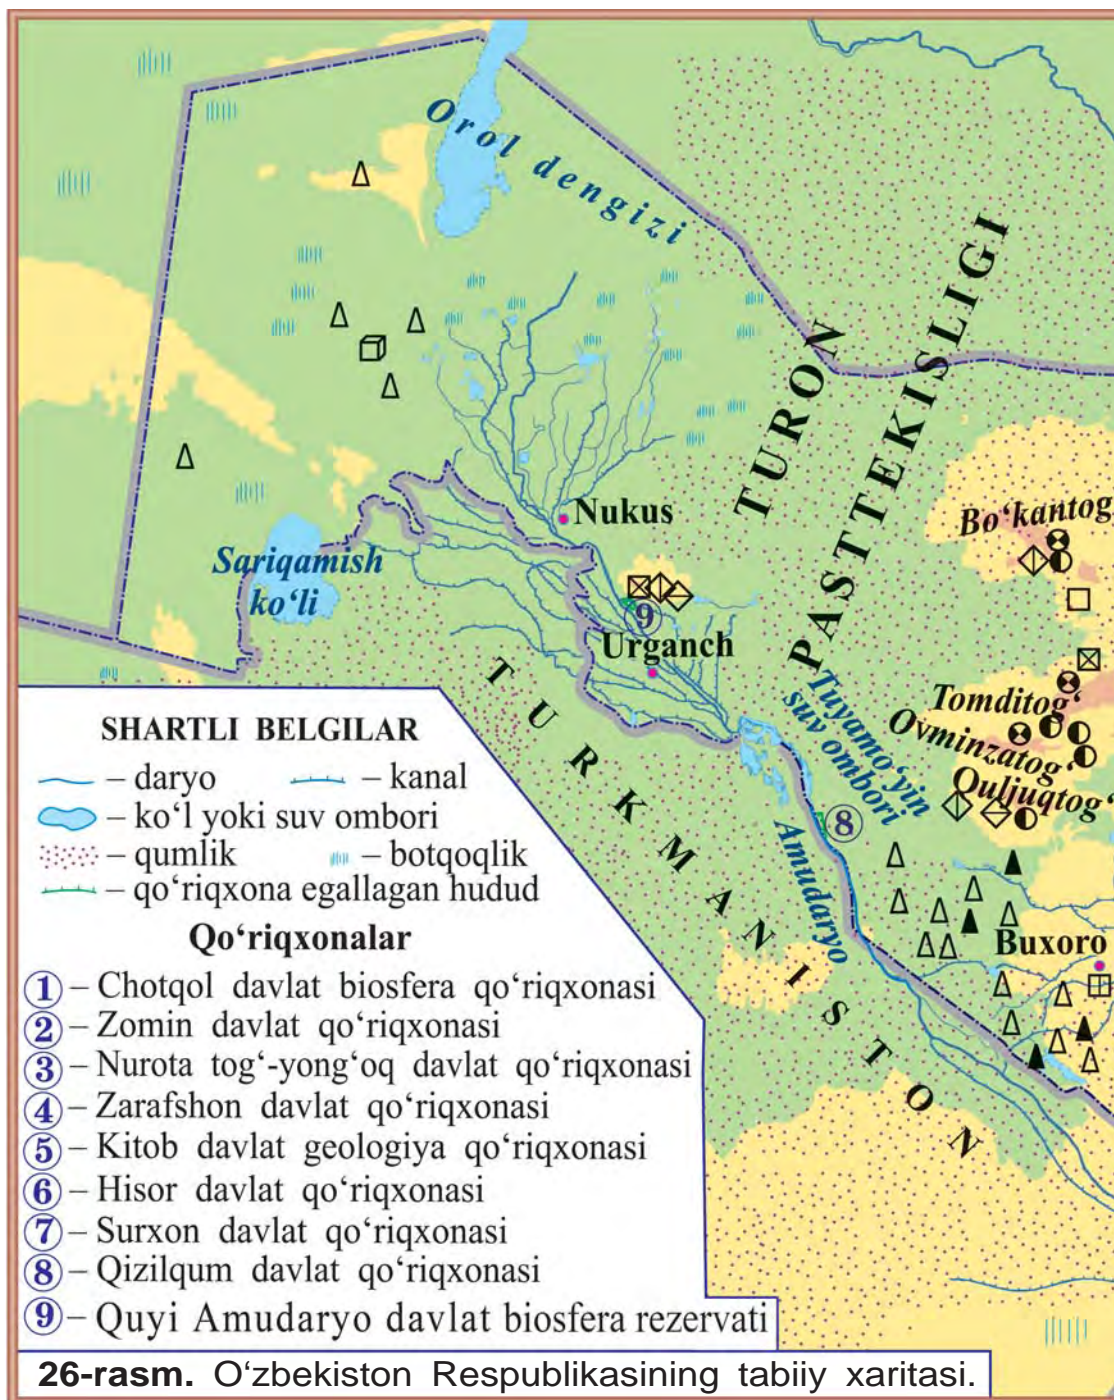 Orol dengizi
TURON
PASTTEKISLIGI
Nukus
Bo‘kantog‘
Sariqamish
ko‘li
9
Urganch
Tuyamo‘yin
suv ombori
Tomditog‘
Ovminzatog‘
Quljuqtog‘
8
Amudaryo
Buxoro
TURKMANISTON
SHARTLI BELGILAR
– daryo – kanal
– ko‘l yoki suv ombori
– qumlik – botqoqlik
– qo‘riqxona egallagan hudud
Qo‘riqxonalar
1 – Chotqol davlat biosfera qo‘riqxonasi
2 – Zomin davlat qo‘riqxonasi
3 – Nurota tog‘-yong‘oq davlat qo‘riqxonasi
4 – Zarafshon davlat qo‘riqxonasi
5 – Kitob davlat geologiya qo‘riqxonasi
6 – Hisor davlat qo‘riqxonasi
7 – Surxon davlat qo‘riqxonasi
8 – Qizilqum davlat qo‘riqxonasi
9 – Quyi Amudaryo davlat biosfera rezervati
26-rasm. O‘zbekiston Respublikasining tabiiy xaritasi.